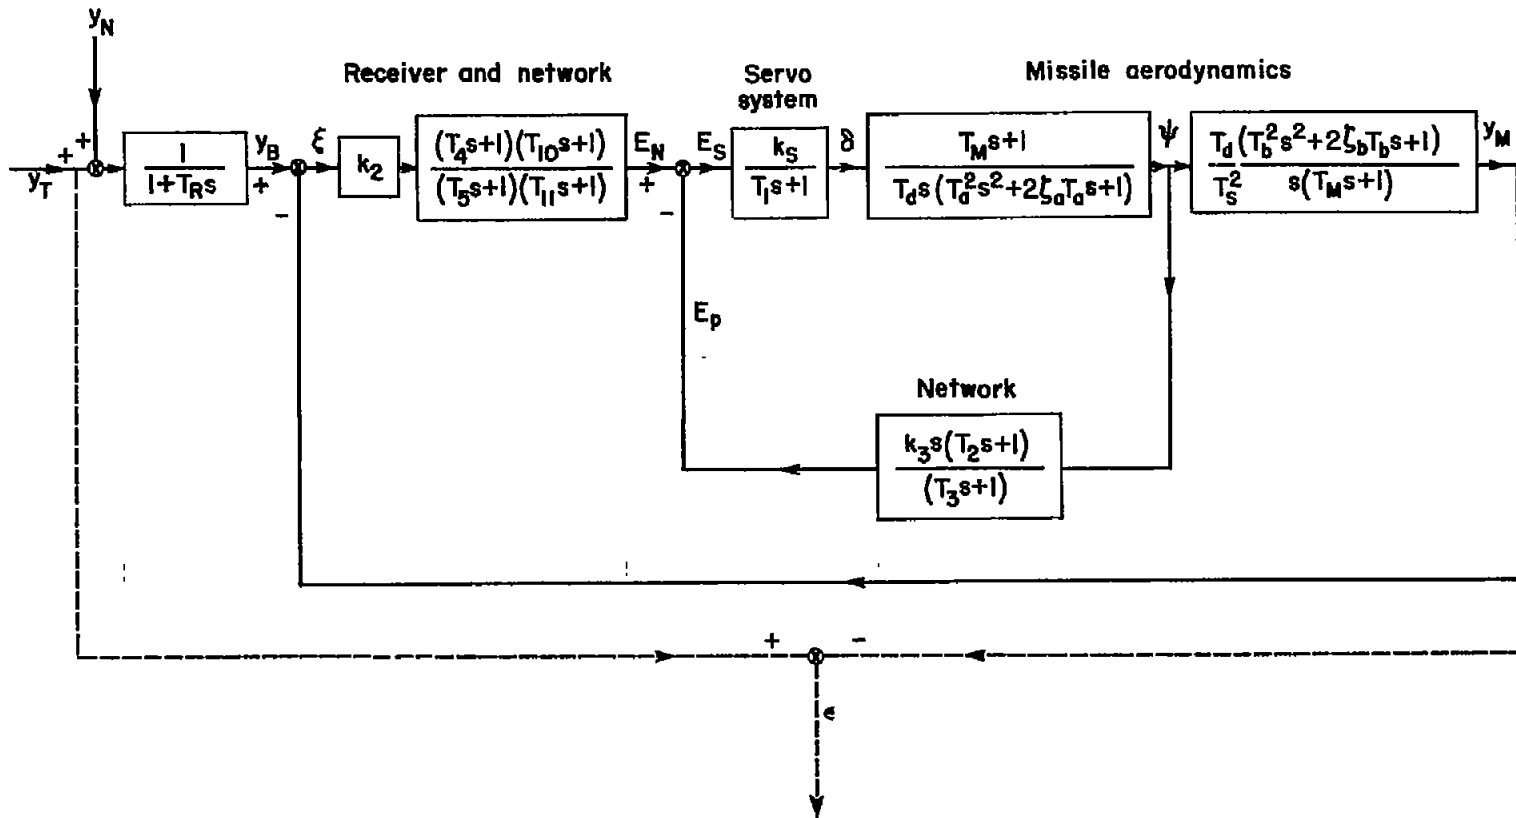 y_N
Receiver and network
Servo system
Missile aerodynamics
+
+
y_T
1 / (1+T_R s)
y_B
+
-
ξ
k_2
(T_4 s+1)(T_10 s+1) / (T_5 s+1)(T_11 s+1)
E_N
+
-
E_S
k_S / (T_1 s+1)
δ
T_M s+1 / T_d s(T_a^2 s^2+2ζ_a T_a s+1)
ψ
T_d (T_b^2 s^2+2ζ_b T_b s+1) / T_S^2 s(T_M s+1)
y_M
E_p
Network
k_3 s(T_2 s+1) / (T_3 s+1)
+
-
ϵ